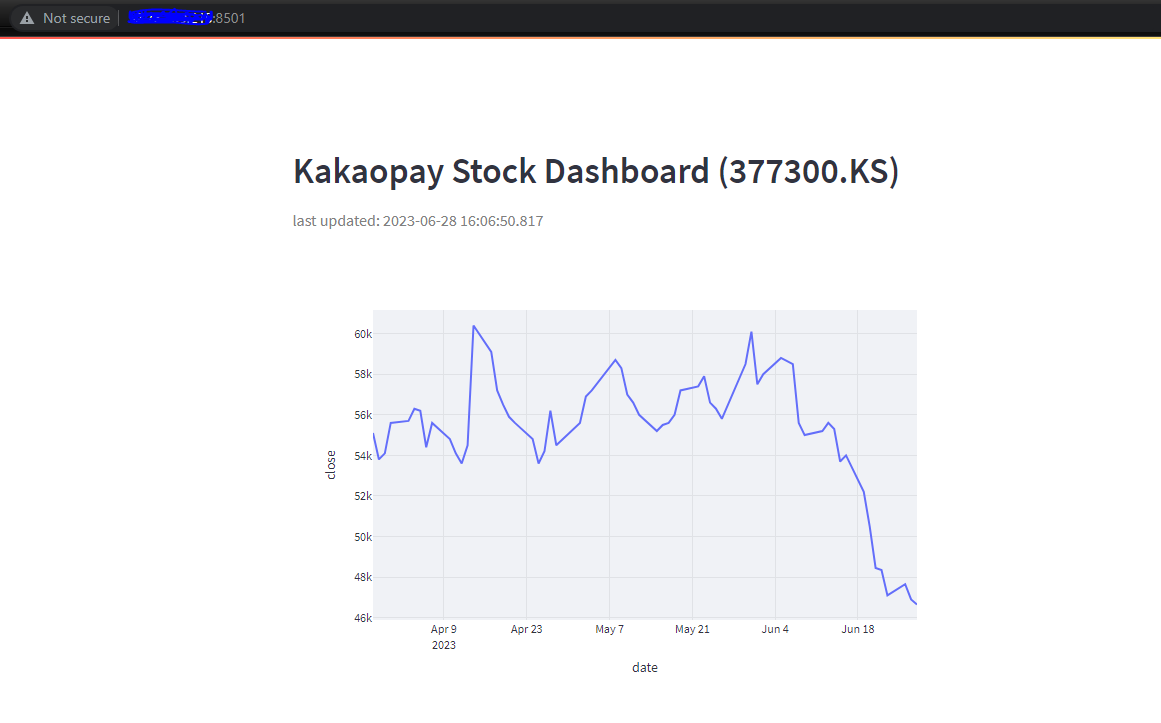 Not secure :8501
Kakaopay Stock Dashboard (377300.KS)
last updated: 2023-06-28 16:06:50.817
60k
58k
56k
54k
52k
50k
48k
46k
close
Apr 9 Apr 23 May 7 May 21 Jun 4 Jun 18
2023
date